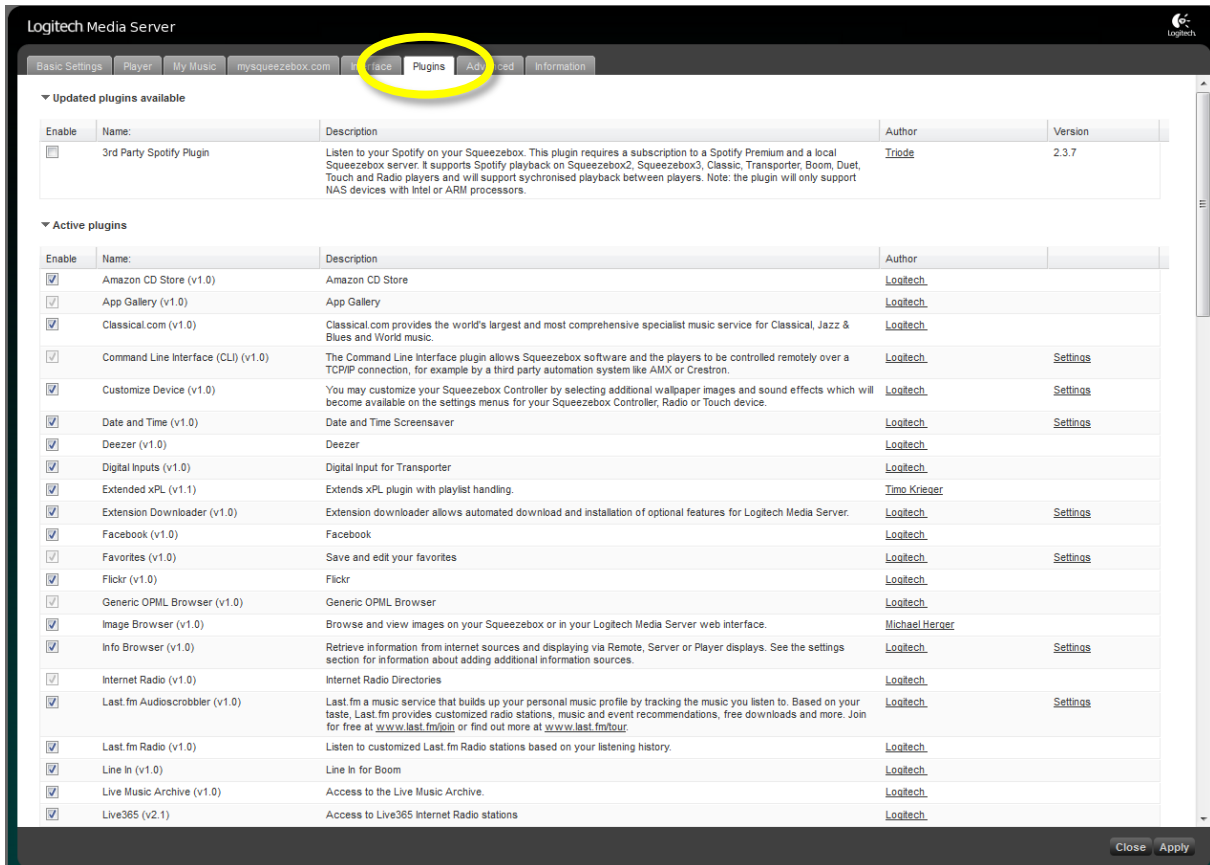 Logitech Media Server
Logitech
Basic Settings Player My Music mysqueezebox.com Interface Plugins Advanced Information
Updated plugins available
Enable Name: Description Author Version
3rd Party Spotify Plugin Listen to your Spotify on your Squeezebox. This plugin requires a subscription to a Spotify Premium and a local Triode 2.3.7
Squeezebox server. It supports Spotify playback on Squeezebox2, Squeezebox3, Classic, Transporter, Boom, Duet,
Touch and Radio players and will support sychronised playback between players. Note: the plugin will only support
NAS devices with Intel or ARM processors.
Active plugins
Enable Name: Description Author
Amazon CD Store (v1.0) Amazon CD Store Logitech
App Gallery (v1.0) App Gallery Logitech
Classical.com (v1.0) Classical.com provides the world's largest and most comprehensive specialist music service for Classical, Jazz & Logitech
Blues and World music.
Command Line Interface (CLI) (v1.0) The Command Line Interface plugin allows Squeezebox software and the players to be controlled remotely over a Logitech Settings
TCP/IP connection, for example by a third party automation system like AMX or Crestron.
Customize Device (v1.0) You may customize your Squeezebox Controller by selecting additional wallpaper images and sound effects which will Logitech Settings
become available on the settings menus for your Squeezebox Controller, Radio or Touch device.
Date and Time (v1.0) Date and Time Screensaver Logitech Settings
Deezer (v1.0) Deezer Logitech
Digital Inputs (v1.0) Digital Input for Transporter Logitech
Extended xPL (v1.1) Extends xPL plugin with playlist handling. Timo Krieger
Extension Downloader (v1.0) Extension downloader allows automated download and installation of optional features for Logitech Media Server. Logitech Settings
Facebook (v1.0) Facebook Logitech
Favorites (v1.0) Save and edit your favorites Logitech Settings
Flickr (v1.0) Flickr Logitech
Generic OPML Browser (v1.0) Generic OPML Browser Logitech
Image Browser (v1.0) Browse and view images on your Squeezebox or in your Logitech Media Server web interface. Michael Herger
Info Browser (v1.0) Retrieve information from internet sources and displaying via Remote, Server or Player displays. See the settings Logitech Settings
section for information about adding additional information sources.
Internet Radio (v1.0) Internet Radio Directories Logitech
Last.fm Audioscrobbler (v1.0) Last.fm a music service that builds up your personal music profile by tracking the music you listen to. Based on your Logitech Settings
taste, Last.fm provides customized radio stations, music and event recommendations, free downloads and more. Join
for free at www.last.fm/join or find out more at www.last.fm/tour.
Last.fm Radio (v1.0) Listen to customized Last.fm Radio stations based on your listening history. Logitech
Line In (v1.0) Line In for Boom Logitech
Live Music Archive (v1.0) Access to the Live Music Archive. Logitech
Live365 (v2.1) Access to Live365 Internet Radio stations Logitech
Close Apply